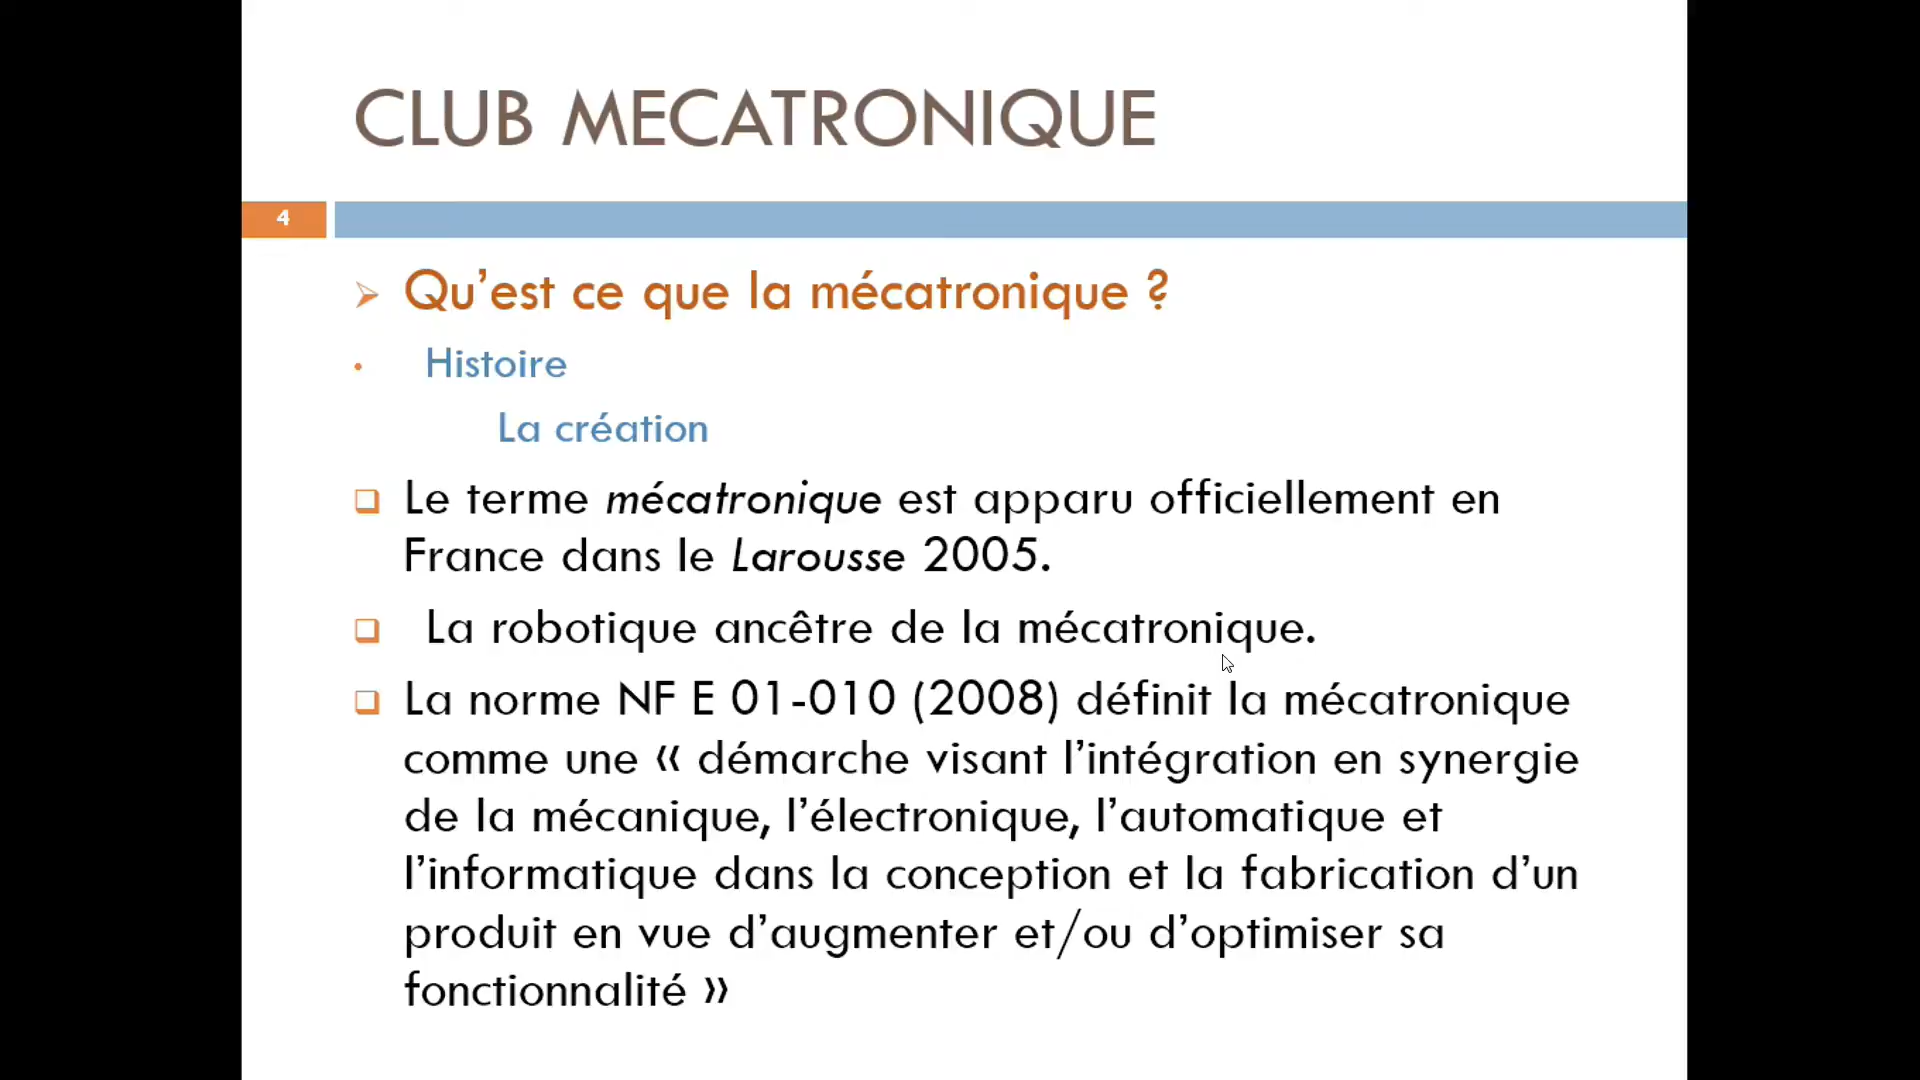 CLUB MECATRONIQUE
4
Qu’est ce que la mécatronique ?
Histoire
La création
Le terme mécatronique est apparu officiellement en
France dans le Larousse 2005.
La robotique ancêtre de la mécatronique.
La norme NF E 01-010 (2008) définit la mécatronique
comme une « démarche visant l’intégration en synergie
de la mécanique, l’électronique, l’automatique et
l’informatique dans la conception et la fabrication d’un
produit en vue d’augmenter et/ou d’optimiser sa
fonctionnalité »